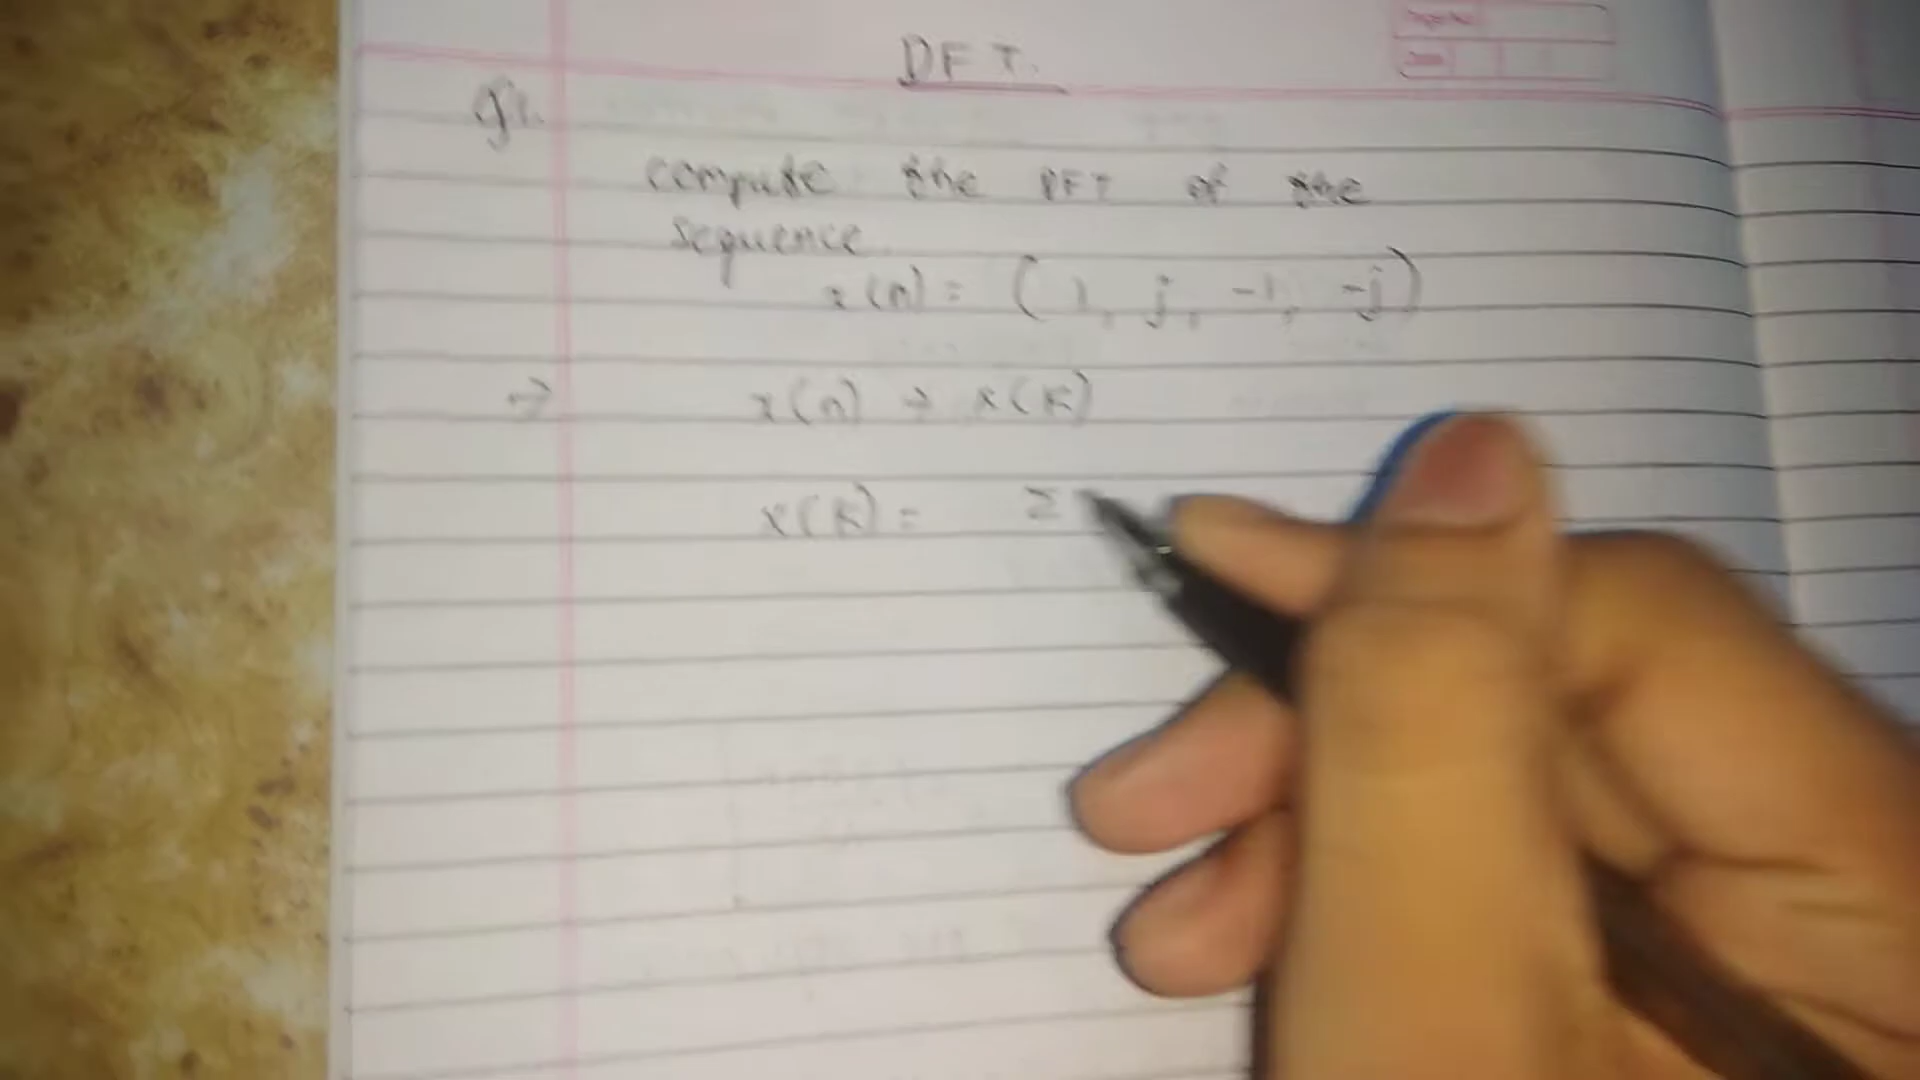 DFT.
Q1.
compute the DFT of the
sequence
x(n) = (1, j, -1, -j)
→ x(n) → x(k)
x(k) = Σ